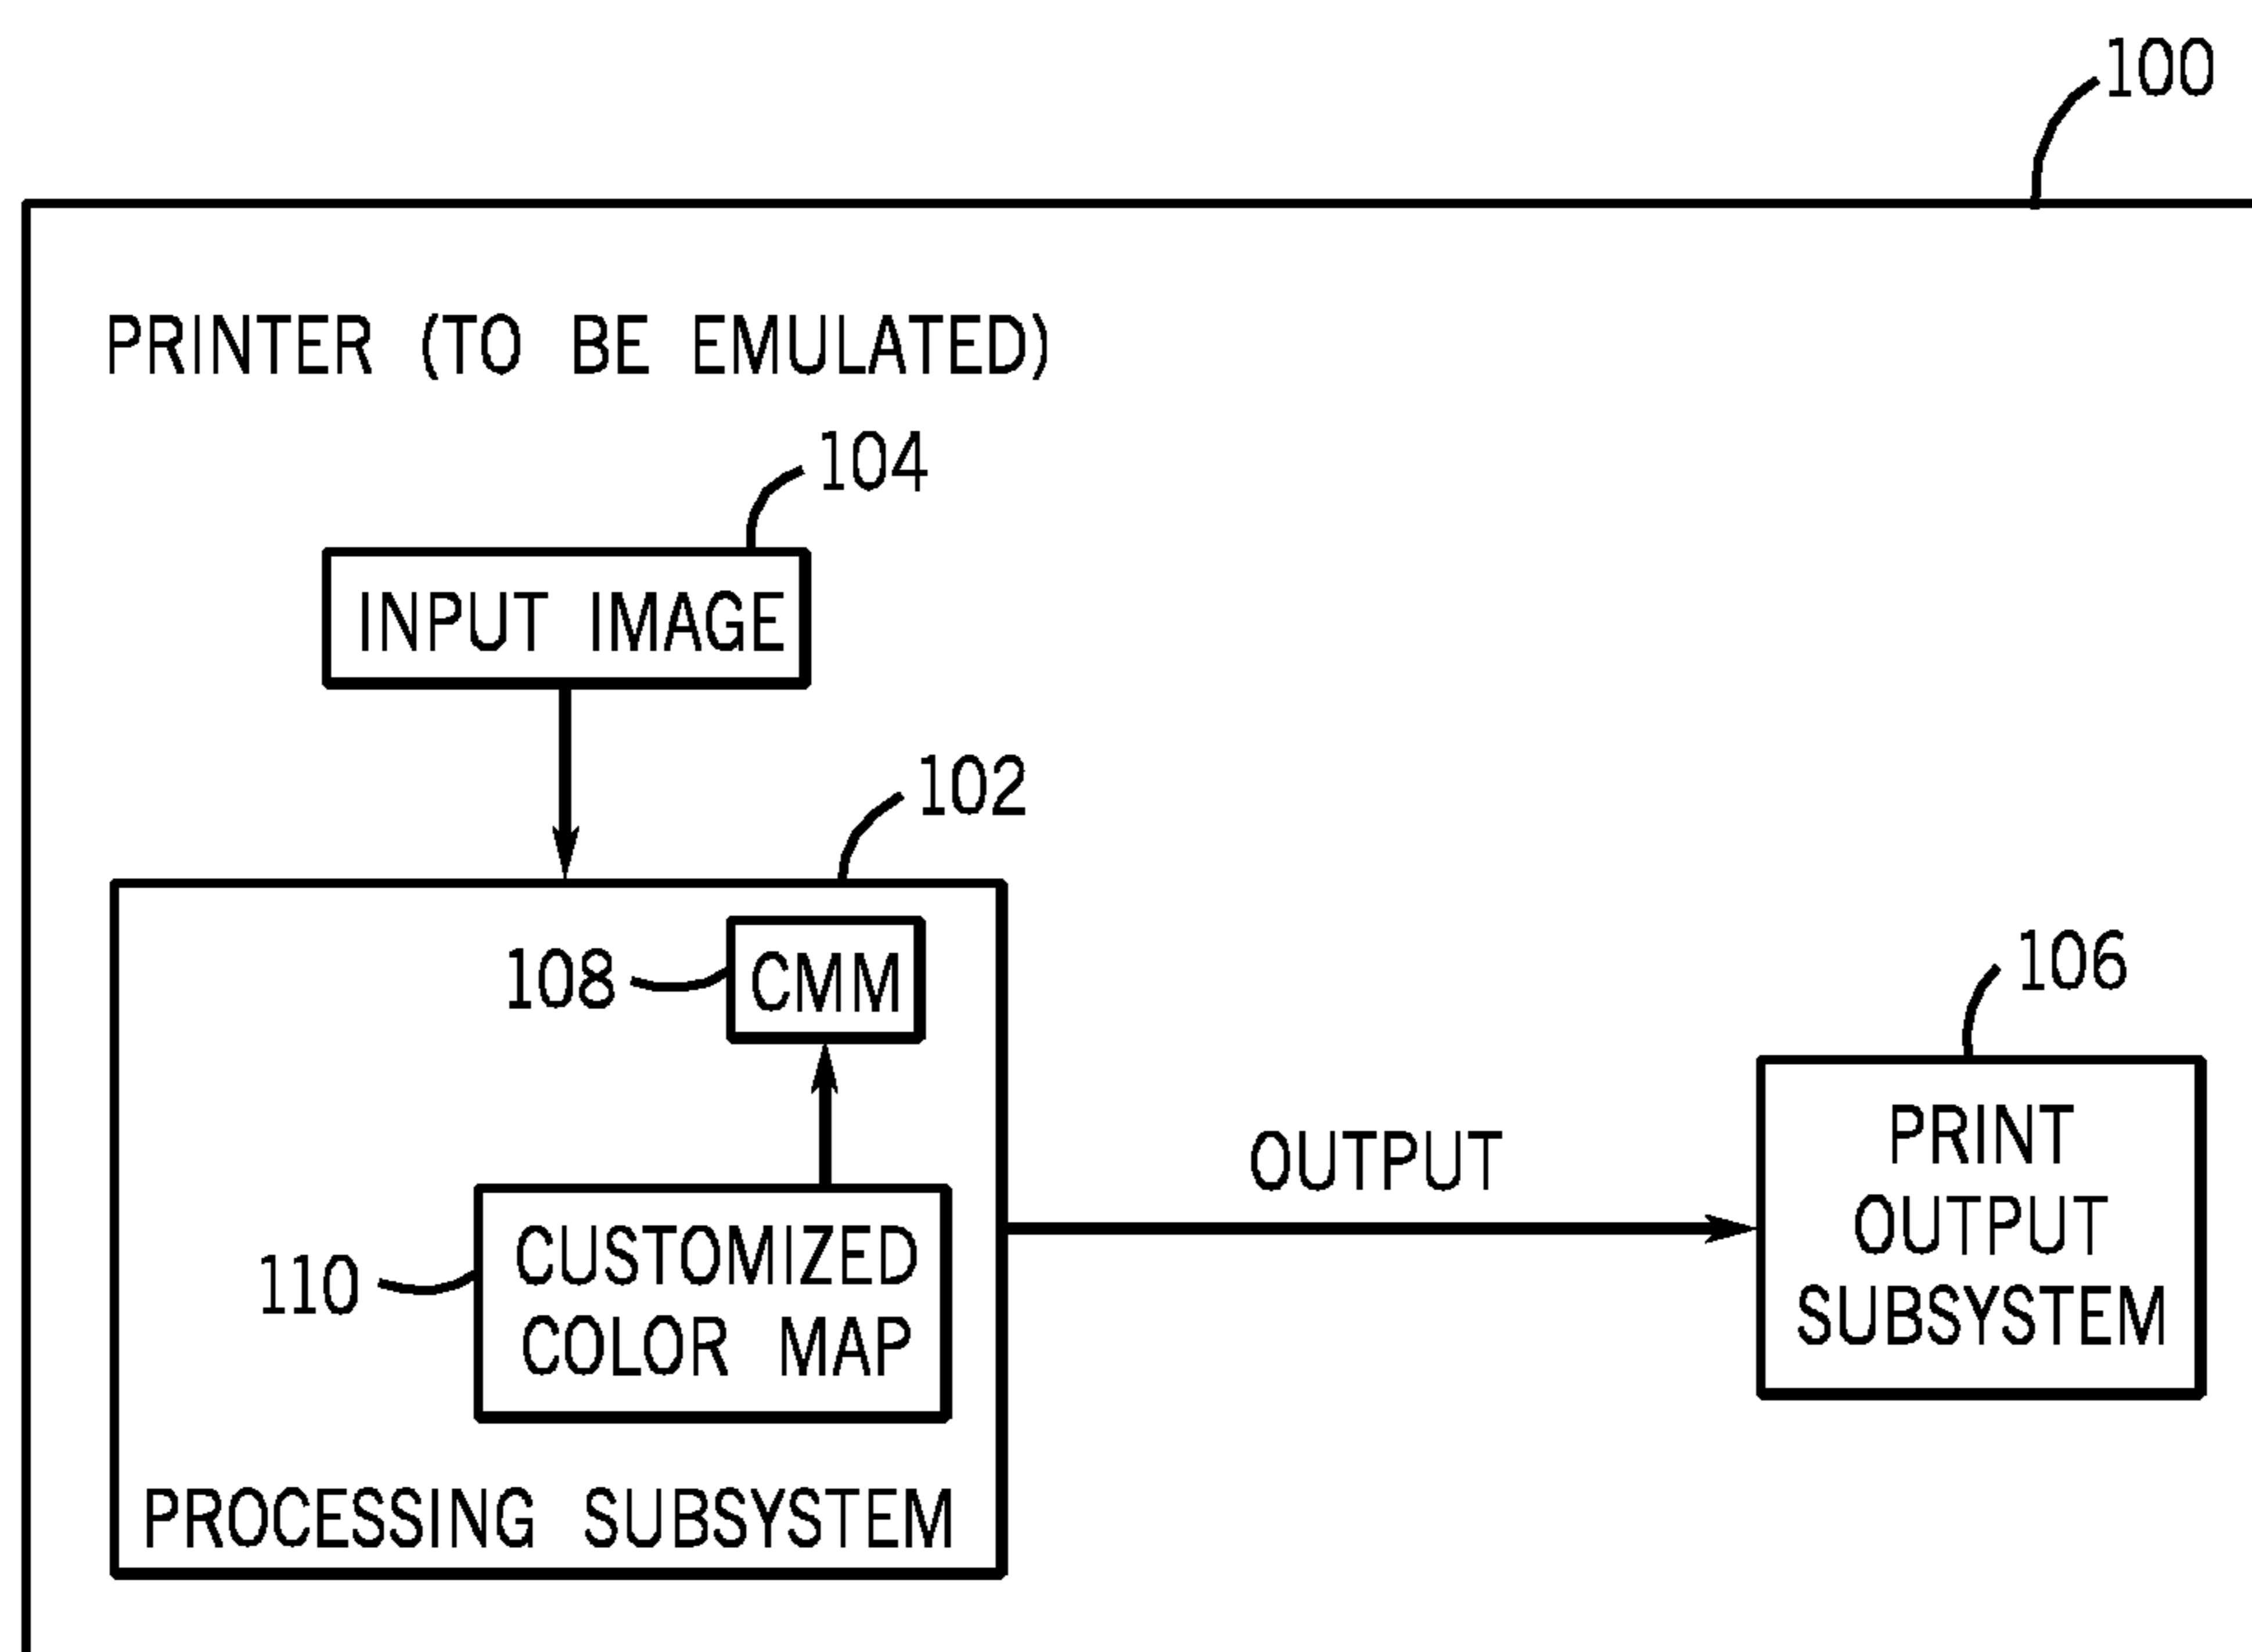 100
PRINTER (TO BE EMULATED)
104
INPUT IMAGE
102
108
CMM
106
PRINT
OUTPUT
SUBSYSTEM
OUTPUT
110
CUSTOMIZED
COLOR MAP
PROCESSING SUBSYSTEM